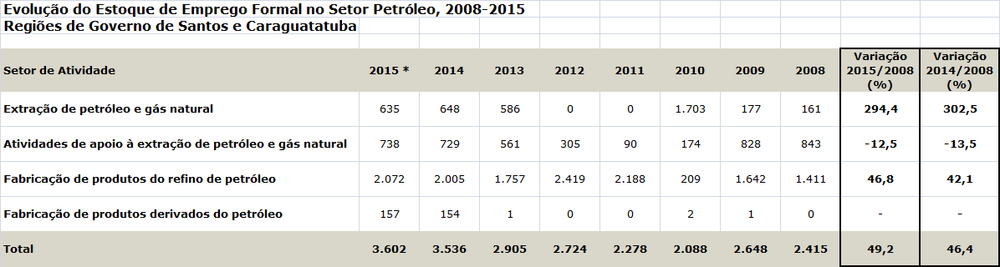 Evolução do Estoque de Emprego Formal no Setor Petróleo, 2008-2015
Regiões de Governo de Santos e Caraguatatuba
Setor de Atividade 2015 * 2014 2013 2012 2011 2010 2009 2008 Variação 2015/2008 (%) Variação 2014/2008 (%)
Extração de petróleo e gás natural 635 648 586 0 0 1.703 177 161 294,4 302,5
Atividades de apoio à extração de petróleo e gás natural 738 729 561 305 90 174 828 843 -12,5 -13,5
Fabricação de produtos do refino de petróleo 2.072 2.005 1.757 2.419 2.188 209 1.642 1.411 46,8 42,1
Fabricação de produtos derivados do petróleo 157 154 1 0 0 2 1 0 - -
Total 3.602 3.536 2.905 2.724 2.278 2.088 2.648 2.415 49,2 46,4